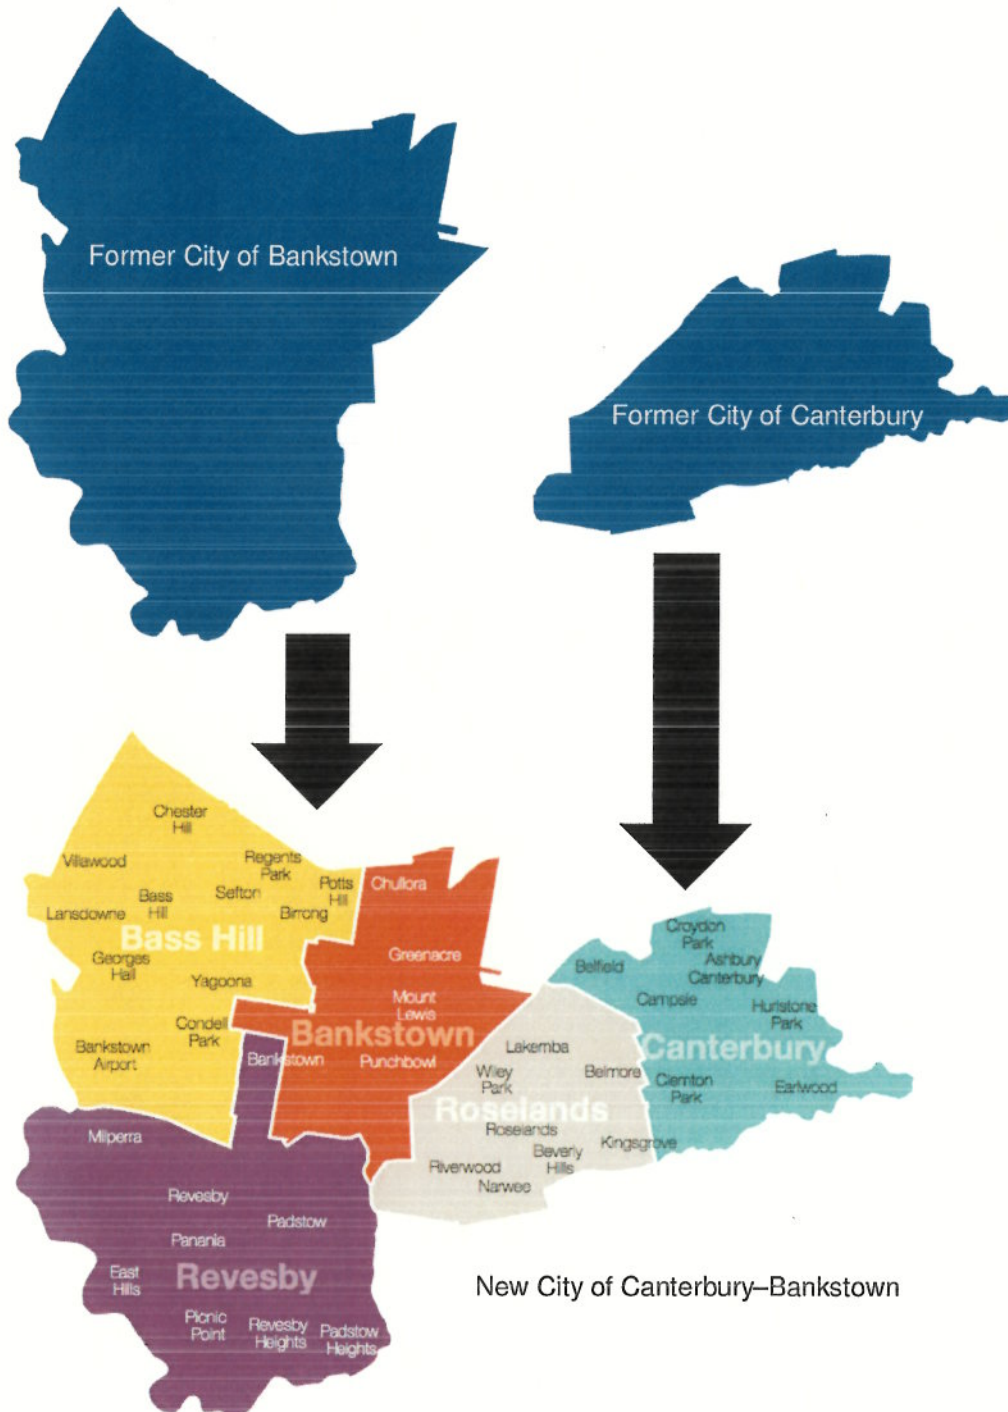 Former City of Bankstown
Former City of Canterbury
Chester
Hill
Villawood
Regents
Park
Potts
Hill
Chullora
Bass
Hill
Sefton
Lansdowne
Birrong
Bass Hill
Georges
Hall
Yagoona
Greenacre
Mount
Lewis
Condell
Park
Bankstown
Bankstown
Airport
Bankstown
Punchbowl
Croydon
Park
Ashbury
Belfield
Canterbury
Campsie
Hurlstone
Park
Canterbury
Clemton
Park
Earlwood
Lakemba
Wiley
Park
Belmore
Roselands
Roselands
Kingsgrove
Beverly
Hills
Riverwood
Narwee
Milperra
Revesby
Padstow
Panania
East
Hills
Revesby
Picnic
Point
Revesby
Heights
Padstow
Heights
New City of Canterbury–Bankstown